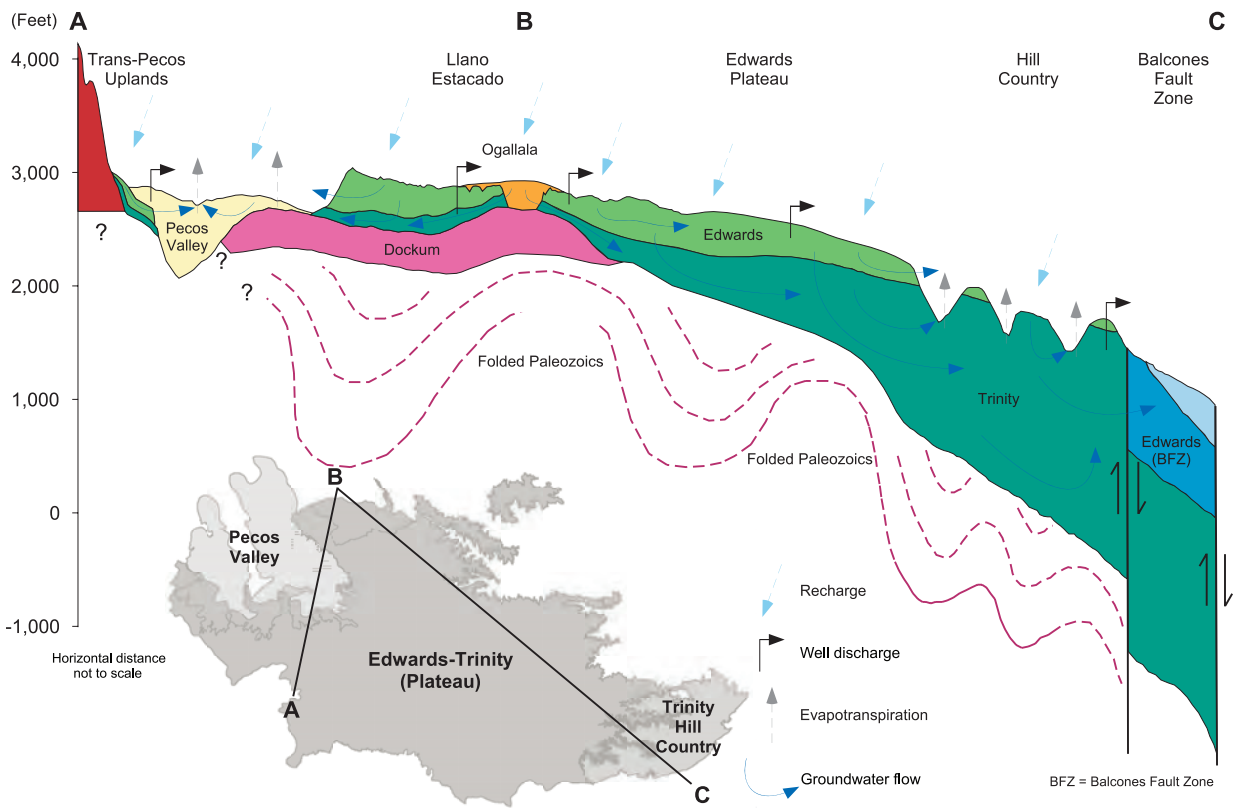 (Feet)
A
B
C
4,000
3,000
2,000
1,000
0
-1,000
Trans-Pecos
Uplands
Llano
Estacado
Edwards
Plateau
Hill
Country
Balcones
Fault
Zone
Ogallala
?
Pecos
Valley
?
?
Dockum
Edwards
Trinity
Edwards
(BFZ)
Folded Paleozoics
Folded Paleozoics
Horizontal distance
not to scale
B
Pecos
Valley
Edwards-Trinity
(Plateau)
A
Trinity
Hill
Country
C
Recharge
Well discharge
Evapotranspiration
Groundwater flow
BFZ = Balcones Fault Zone